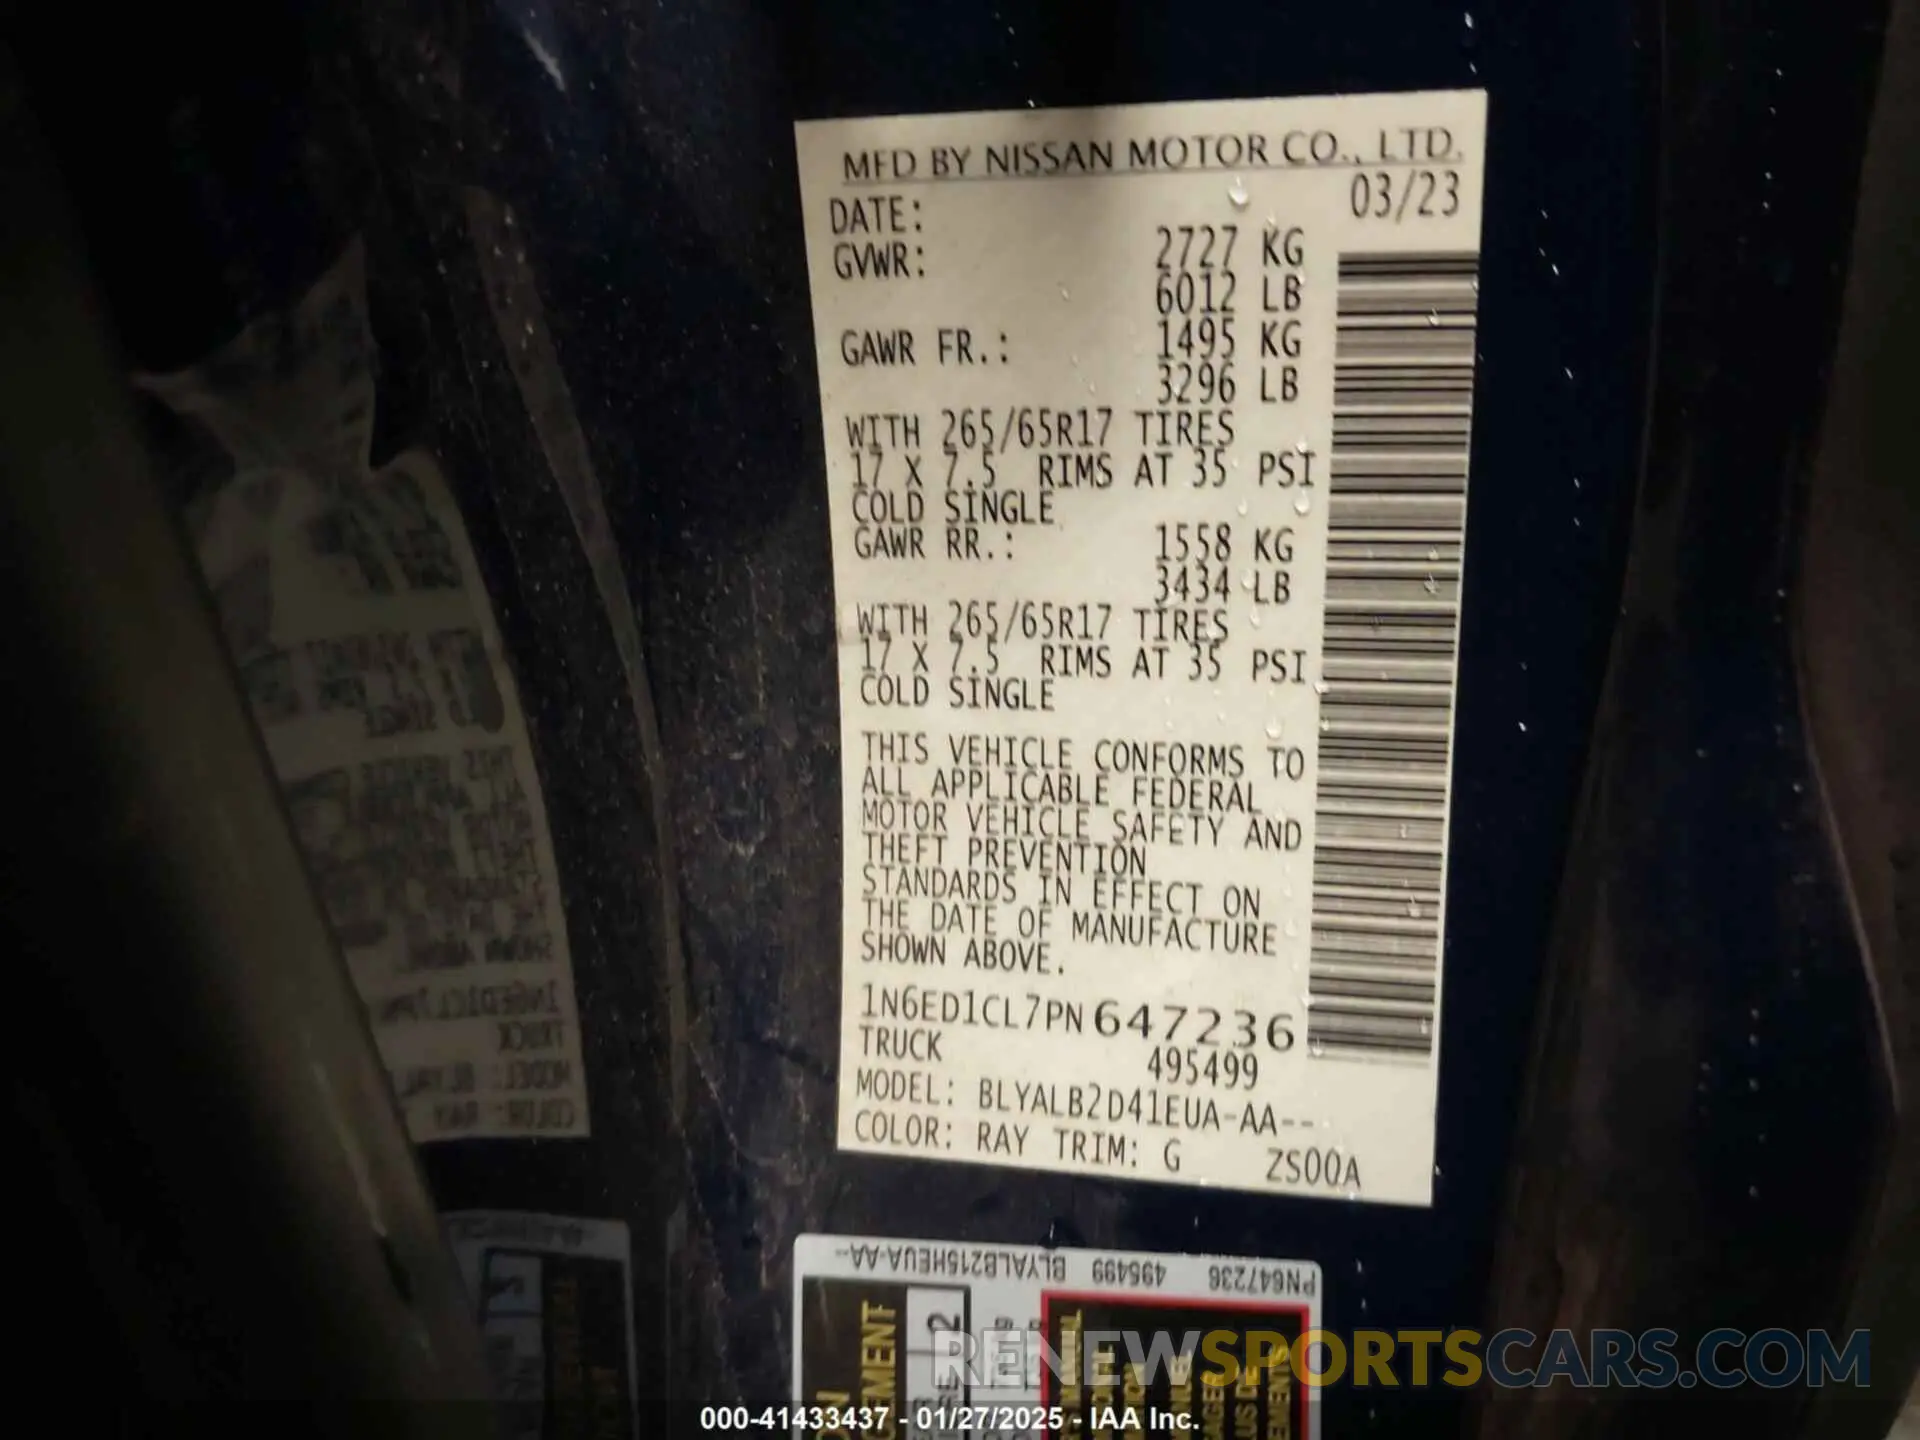 MFD BY NISSAN MOTOR CO., LTD.
DATE: 03/23
GVWR: 2727 KG
6012 LB
GAWR FR.: 1495 KG
3296 LB
WITH 265/65R17 TIRES
17 X 7.5 RIMS AT 35 PSI
COLD SINGLE
GAWR RR.: 1558 KG
3434 LB
WITH 265/65R17 TIRES
17 X 7.5 RIMS AT 35 PSI
COLD SINGLE
THIS VEHICLE CONFORMS TO
ALL APPLICABLE FEDERAL
MOTOR VEHICLE SAFETY AND
THEFT PREVENTION
STANDARDS IN EFFECT ON
THE DATE OF MANUFACTURE
SHOWN ABOVE.
1N6ED1CL7PN647236
TRUCK 495499
MODEL: BLYALB2D41EUA-AA--
COLOR: RAY TRIM: G ZS00A
PN647236 495499 BLYALB215HEUA-AA--
RENEWSPORTSCARS.COM
000-41433437 - 01/27/2025 - IAA Inc.